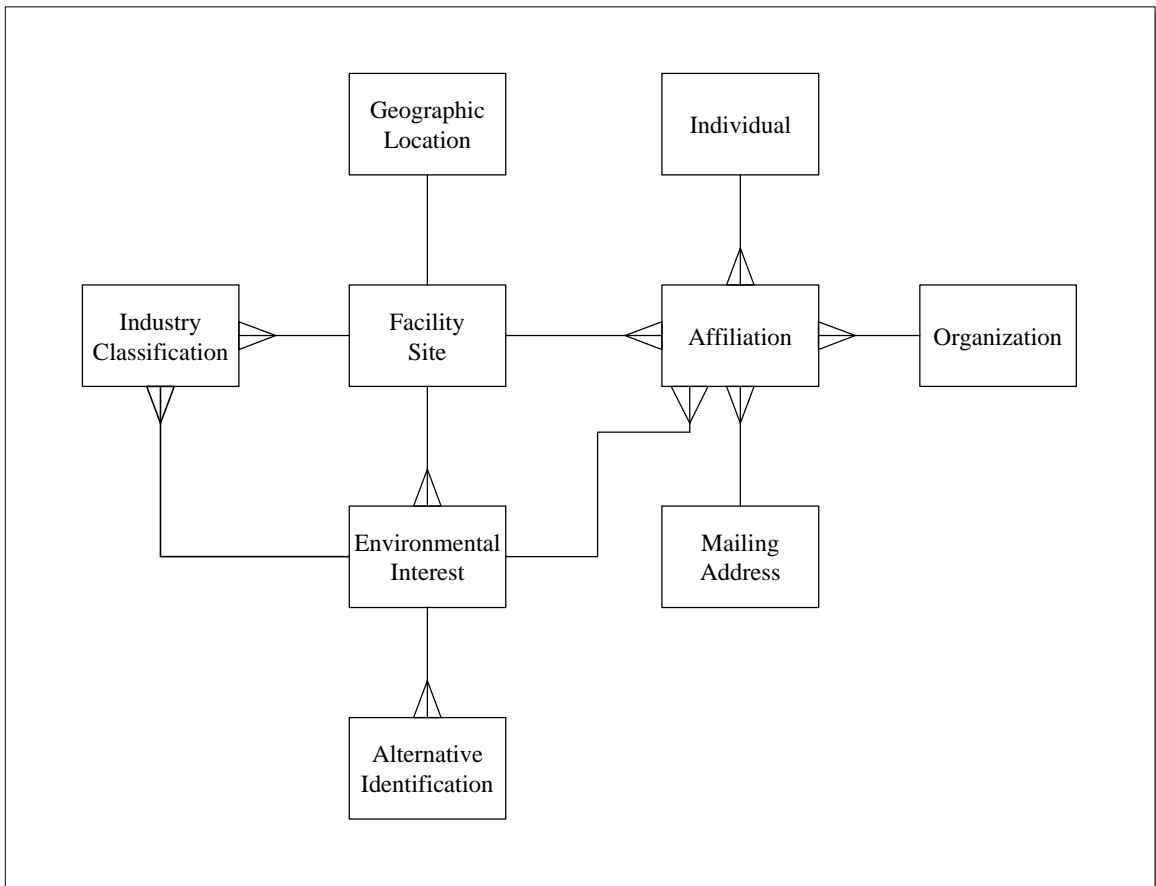 Geographic
Location
Individual
Industry
Classification
Facility
Site
Affiliation
Organization
Environmental
Interest
Mailing
Address
Alternative
Identification